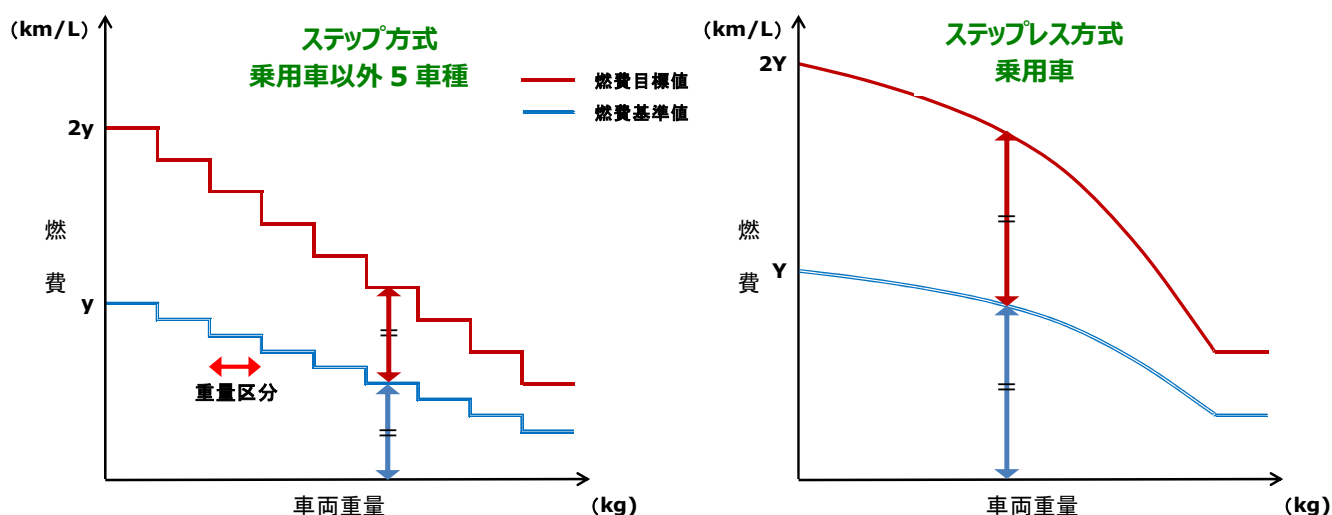 (km/L)
ステップ方式
乗用車以外 5 車種
燃費目標値
燃費基準値
2y
燃
費
y
重量区分
車両重量
(kg)
(km/L)
ステップレス方式
乗用車
2Y
燃
費
Y
車両重量
(kg)